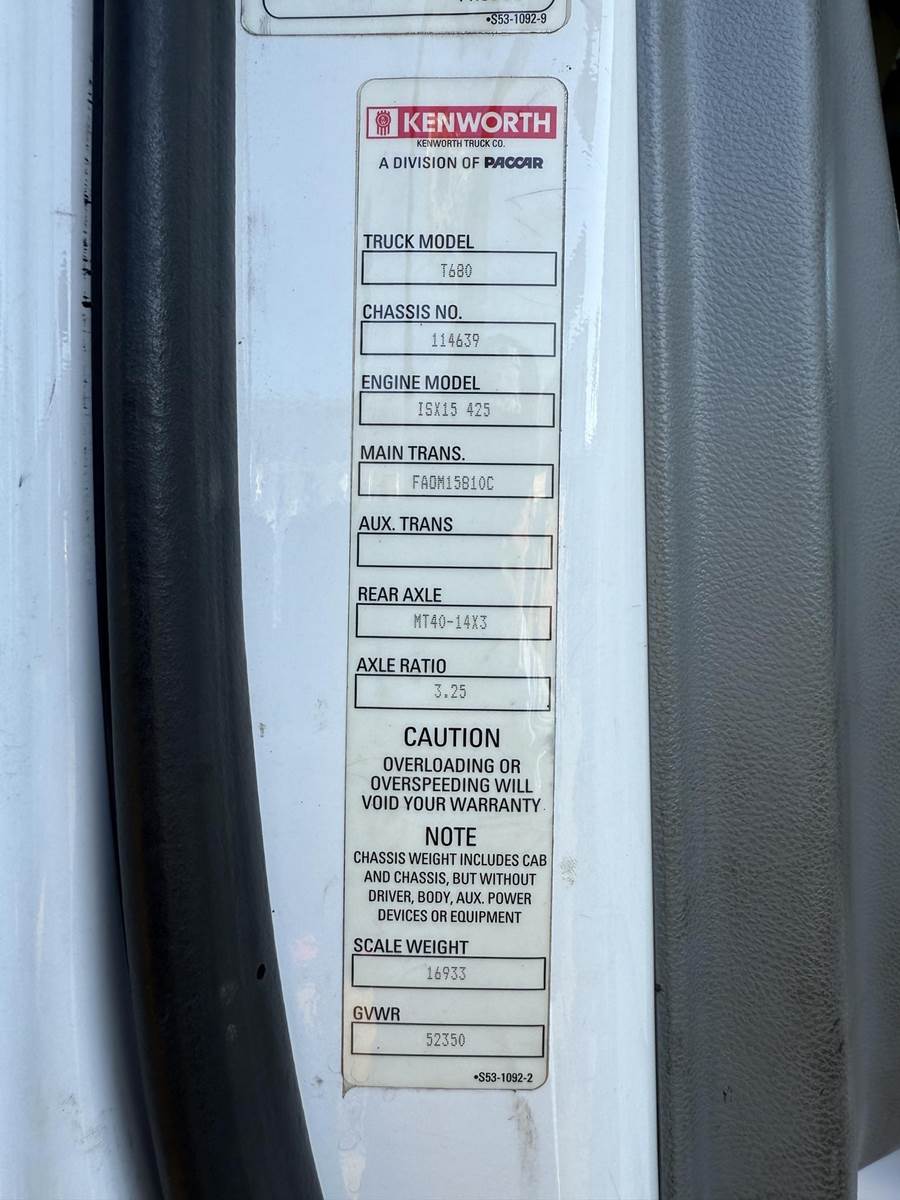 •S53-1092-9
KENWORTH
KENWORTH TRUCK CO.
A DIVISION OF PACCAR
TRUCK MODEL
T680
CHASSIS NO.
114639
ENGINE MODEL
ISX15 425
MAIN TRANS.
FAOM15810C
AUX. TRANS
REAR AXLE
MT40-14X3
AXLE RATIO
3.25
CAUTION
OVERLOADING OR
OVERSPEEDING WILL
VOID YOUR WARRANTY
NOTE
CHASSIS WEIGHT INCLUDES CAB
AND CHASSIS, BUT WITHOUT
DRIVER, BODY, AUX. POWER
DEVICES OR EQUIPMENT
SCALE WEIGHT
16933
GVWR
52350
•S53-1092-2